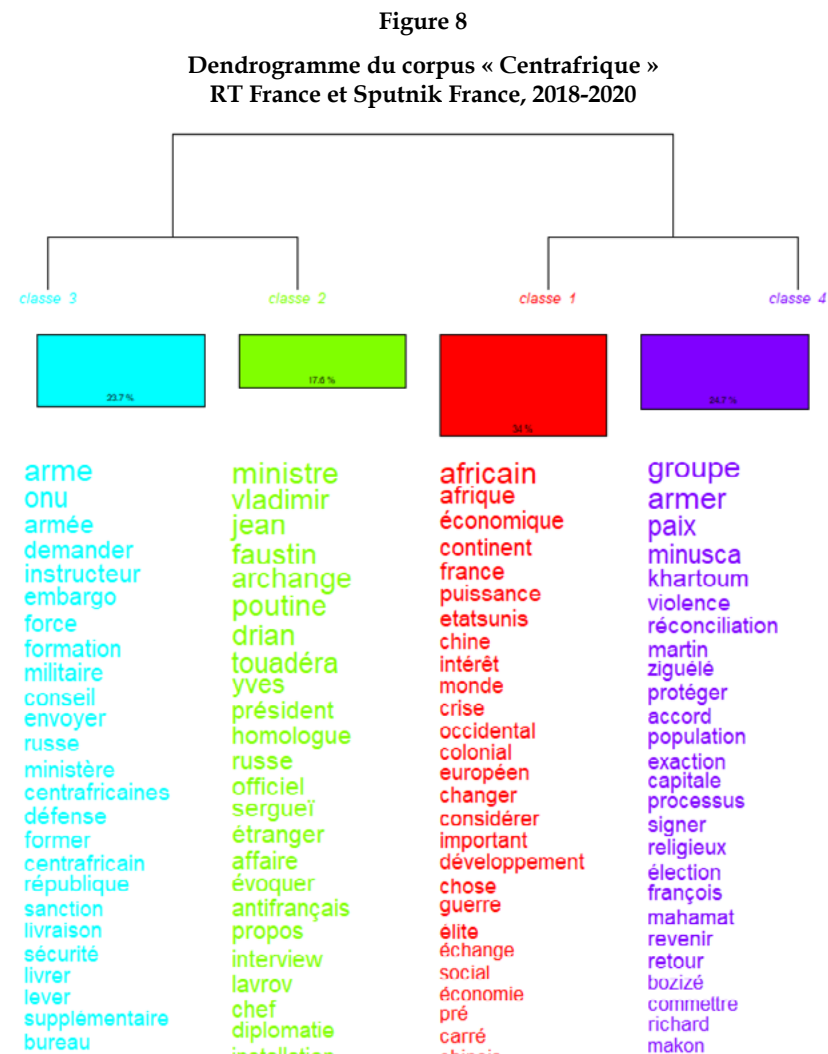 Figure 8
Dendrogramme du corpus « Centrafrique »
RT France et Sputnik France, 2018-2020
classe 3
classe 2
classe 1
classe 4
23.7 %
17.6 %
34 %
24.7 %
arme
onu
armée
demander
instructeur
embargo
force
formation
militaire
conseil
envoyer
russe
ministère
centrafricaines
défense
former
centrafricain
république
sanction
livraison
sécurité
livrer
lever
supplémentaire
bureau
ministre
vladimir
jean
faustin
archange
poutine
drian
touadéra
yves
président
homologue
russe
officiel
sergueï
étranger
affaire
évoquer
antifrançais
propos
interview
lavrov
chef
diplomatie
installation
africain
afrique
économique
continent
france
puissance
etatsunis
chine
intérêt
monde
crise
occidental
colonial
européen
changer
considérer
important
développement
chose
guerre
élite
échange
social
économie
pré
carré
chinois
groupe
armer
paix
minusca
khartoum
violence
réconciliation
martin
ziguélé
protéger
accord
population
exaction
capitale
processus
signer
religieux
élection
françois
mahamat
revenir
retour
bozizé
commettre
richard
makon